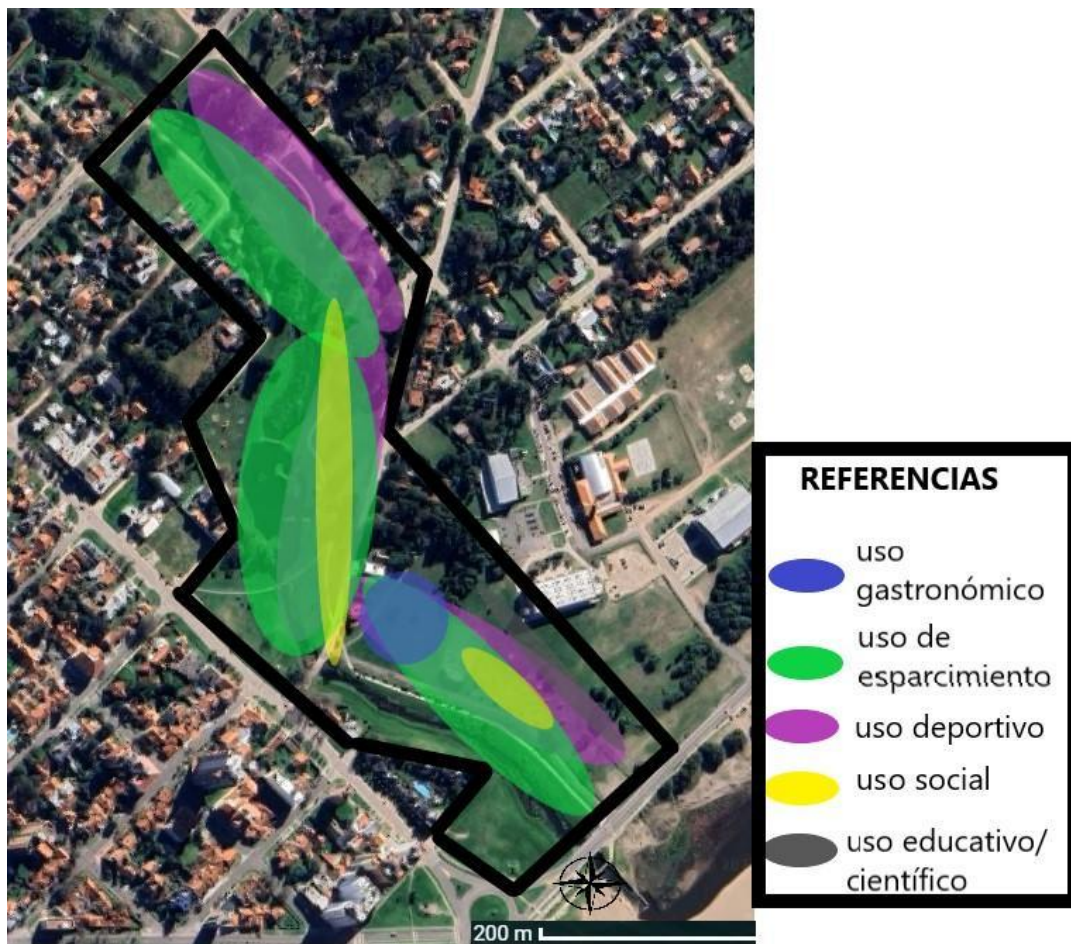 REFERENCIAS
uso
gastronómico
uso de
esparcimiento
uso deportivo
uso social
uso educativo/
científico
200 m